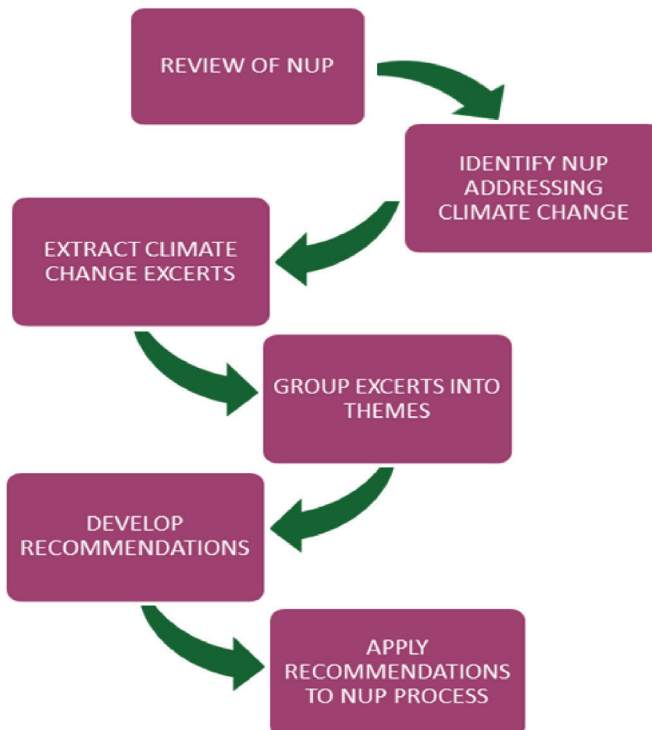 REVIEW OF NUP
IDENTIFY NUP
ADDRESSING
CLIMATE CHANGE
EXTRACT CLIMATE
CHANGE EXCERTS
GROUP EXCERTS INTO
THEMES
DEVELOP
RECOMMENDATIONS
APPLY
RECOMMENDATIONS
TO NUP PROCESS